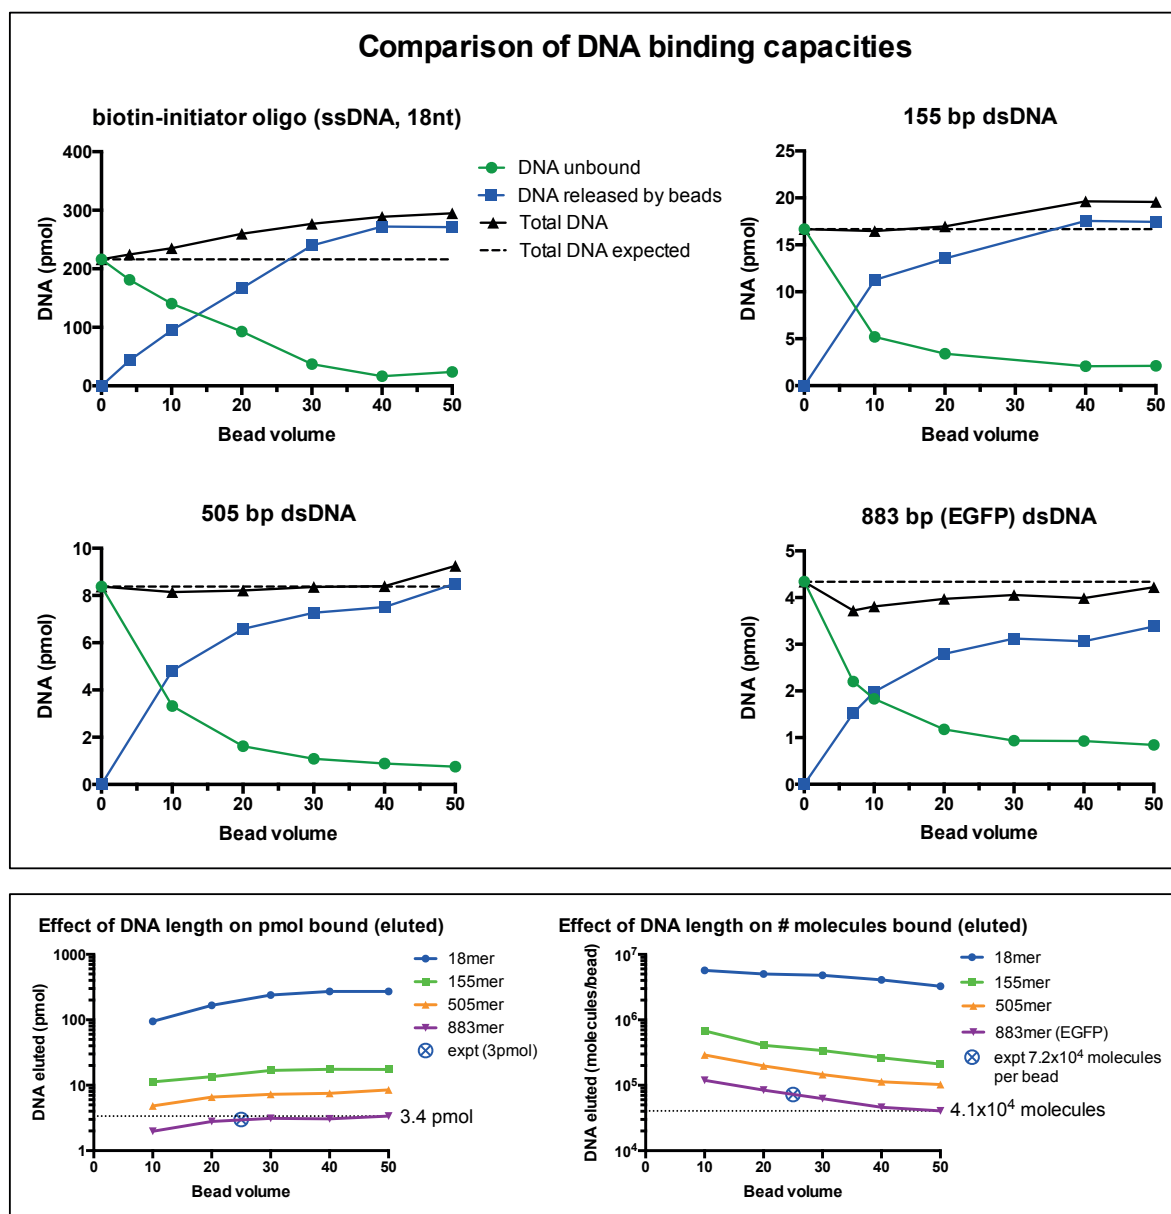 Comparison of DNA binding capacities
biotin-initiator oligo (ssDNA, 18nt)
DNA (pmol)
400
300
200
100
0
0 10 20 30 40 50
Bead volume
DNA unbound
DNA released by beads
Total DNA
Total DNA expected
155 bp dsDNA
DNA (pmol)
25
20
15
10
5
0
0 10 20 30 40 50
Bead volume
505 bp dsDNA
DNA (pmol)
10
8
6
4
2
0
0 10 20 30 40 50
Bead volume
883 bp (EGFP) dsDNA
DNA (pmol)
5
4
3
2
1
0
0 10 20 30 40 50
Bead volume
Effect of DNA length on pmol bound (eluted)
DNA eluted (pmol)
1000
100
10
1
0 10 20 30 40 50
Bead volume
18mer
155mer
505mer
883mer
expt (3pmol)
3.4 pmol
Effect of DNA length on # molecules bound (eluted)
DNA eluted (molecules/bead)
10⁷
10⁶
10⁵
10⁴
0 10 20 30 40 50
Bead volume
18mer
155mer
505mer
883mer (EGFP)
expt 7.2x10⁴ molecules
per bead
4.1x10⁴ molecules